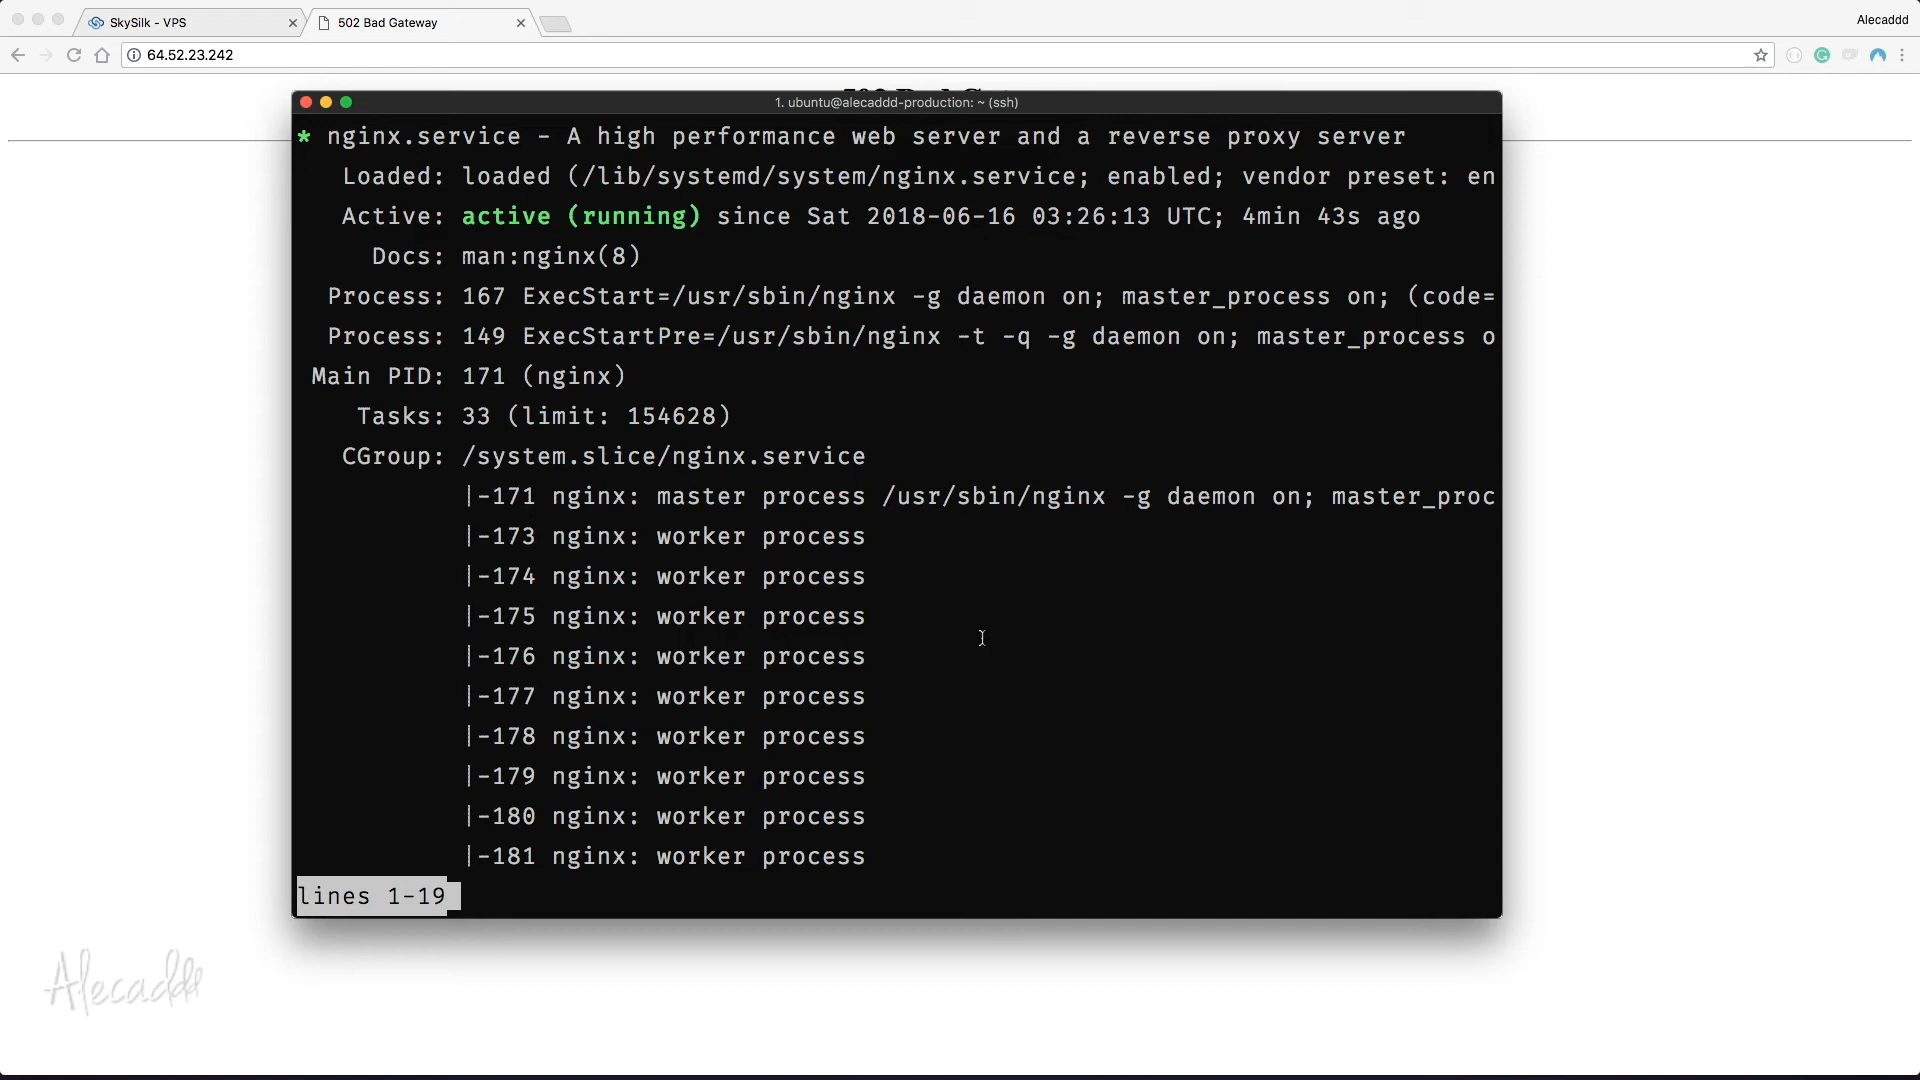 SkySilk - VPS
502 Bad Gateway
Alecaddd
64.52.23.242
1. ubuntu@alecaddd-production: ~ (ssh)
* nginx.service - A high performance web server and a reverse proxy server
Loaded: loaded (/lib/systemd/system/nginx.service; enabled; vendor preset: en
Active: active (running) since Sat 2018-06-16 03:26:13 UTC; 4min 43s ago
Docs: man:nginx(8)
Process: 167 ExecStart=/usr/sbin/nginx -g daemon on; master_process on; (code=
Process: 149 ExecStartPre=/usr/sbin/nginx -t -q -g daemon on; master_process o
Main PID: 171 (nginx)
Tasks: 33 (limit: 154628)
CGroup: /system.slice/nginx.service
|-171 nginx: master process /usr/sbin/nginx -g daemon on; master_proc
|-173 nginx: worker process
|-174 nginx: worker process
|-175 nginx: worker process
|-176 nginx: worker process
|-177 nginx: worker process
|-178 nginx: worker process
|-179 nginx: worker process
|-180 nginx: worker process
|-181 nginx: worker process
lines 1-19
Alecaddd